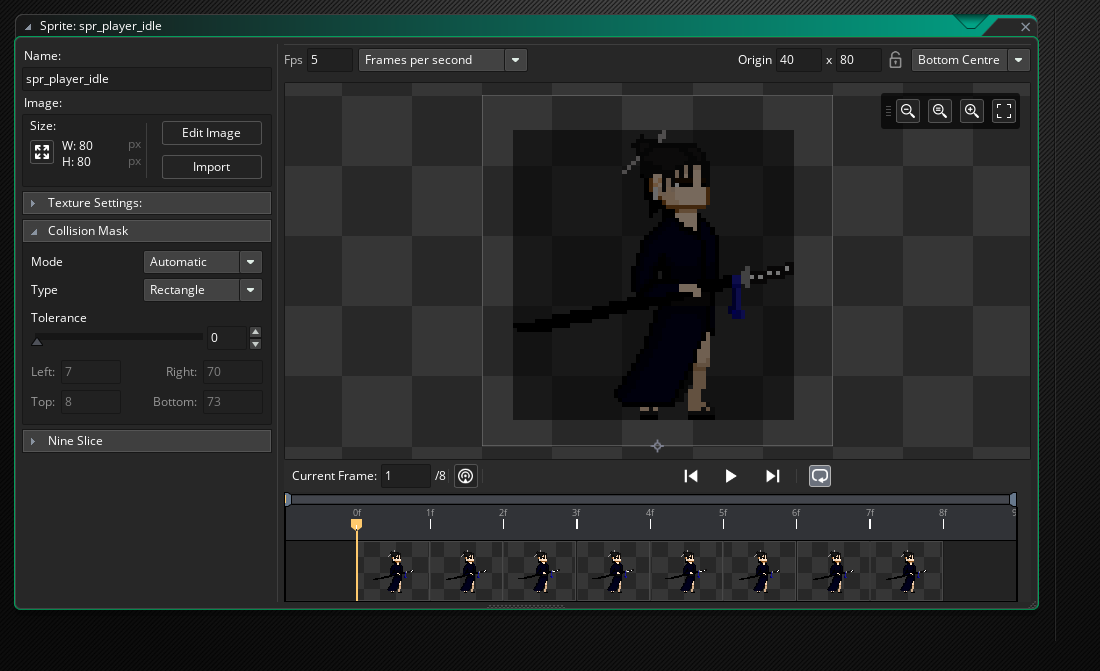 Sprite: spr_player_idle
Name:
spr_player_idle
Image:
Size:
W: 80 px
H: 80 px
Edit Image
Import
Texture Settings:
Collision Mask
Mode Automatic
Type Rectangle
Tolerance
0
Left: 7 Right: 70
Top: 8 Bottom: 73
Nine Slice
Fps 5 Frames per second Origin 40 x 80 Bottom Centre
Current Frame: 1 /8
0f 1f 2f 3f 4f 5f 6f 7f 8f 9